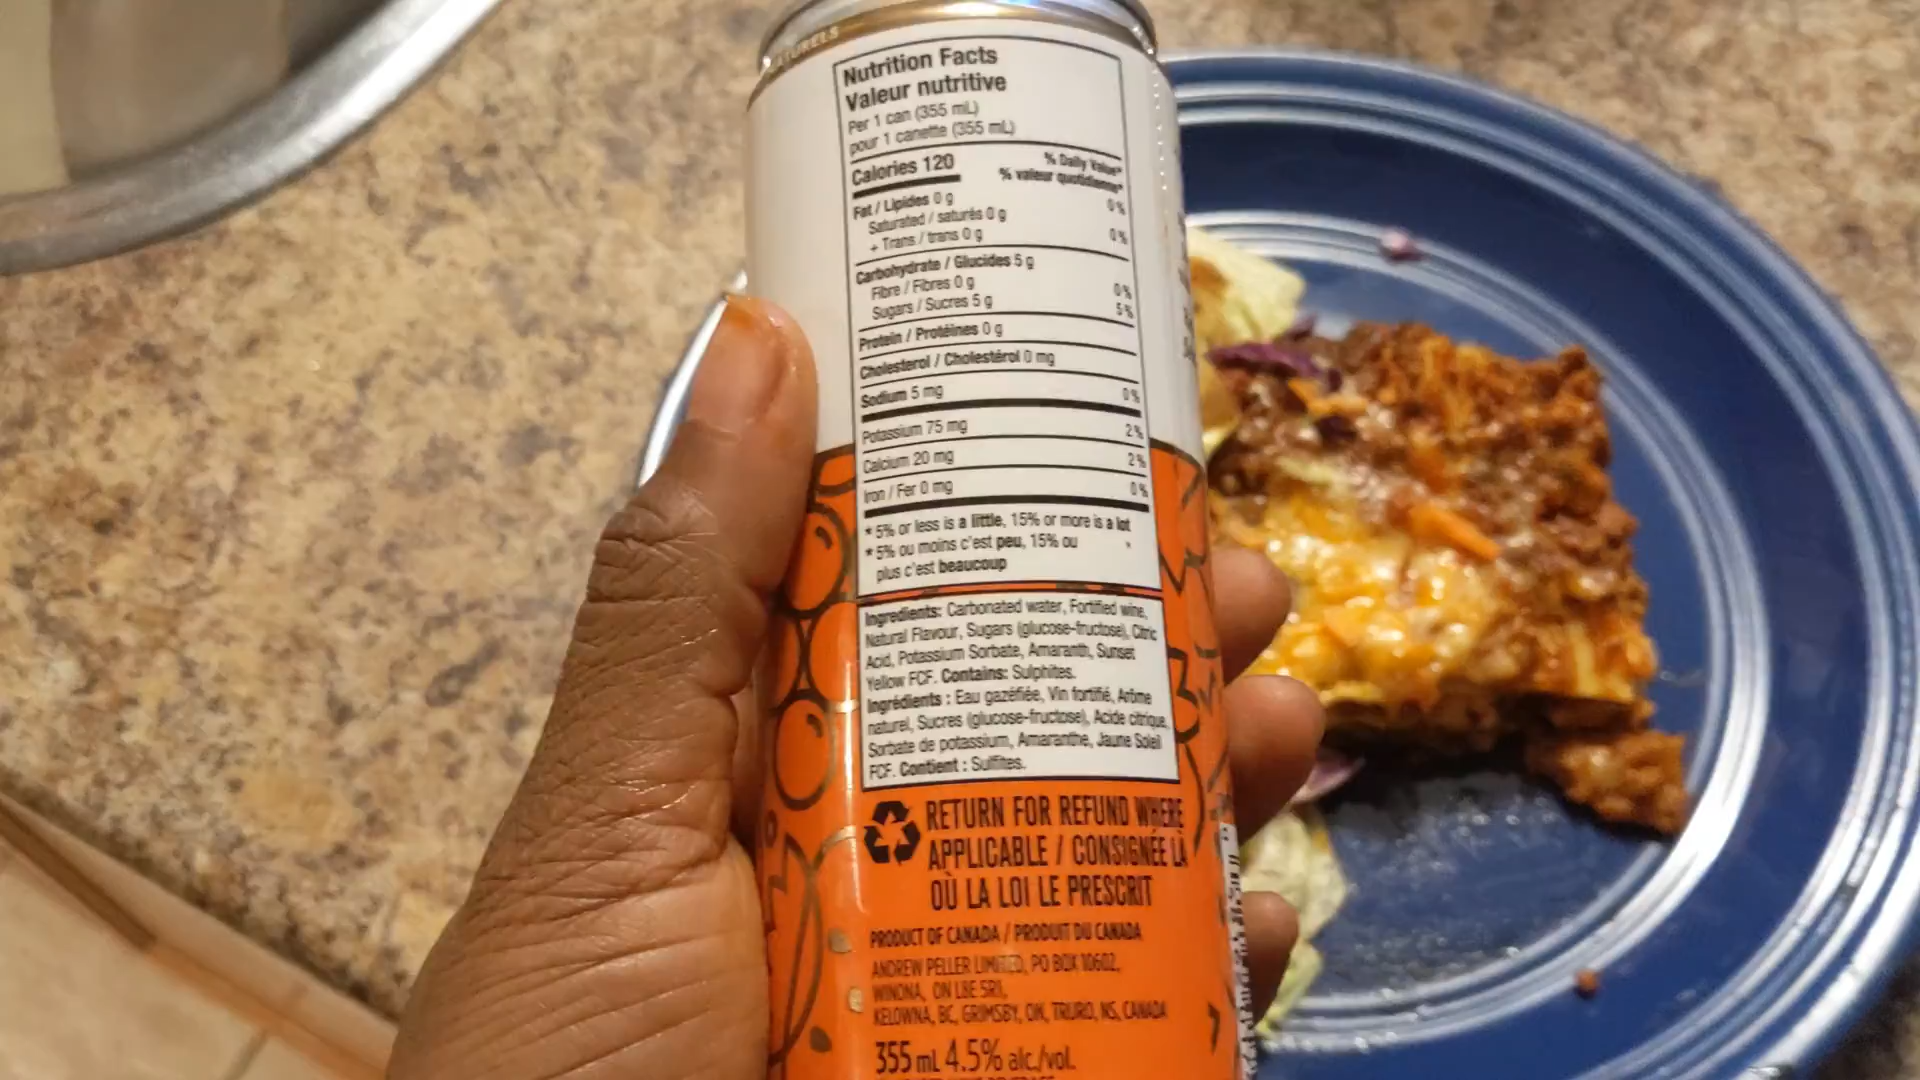 Nutrition Facts
Valeur nutritive
Per 1 can (355 mL)
pour 1 canette (355 mL)
Calories 120
% Daily Value*
% valeur quotidienne*
Fat / Lipides 0 g 0 %
Saturated / saturés 0 g
+ Trans / trans 0 g 0 %
Carbohydrate / Glucides 5 g
Fibre / Fibres 0 g 0 %
Sugars / Sucres 5 g 5 %
Protein / Protéines 0 g
Cholesterol / Cholestérol 0 mg
Sodium 5 mg 0 %
Potassium 75 mg 2 %
Calcium 20 mg 2 %
Iron / Fer 0 mg 0 %
* 5% or less is a little, 15% or more is a lot
* 5% ou moins c'est peu, 15% ou
plus c'est beaucoup
Ingredients: Carbonated water, Fortified wine,
Natural Flavour, Sugars (glucose-fructose), Citric
Acid, Potassium Sorbate, Amaranth, Sunset
Yellow FCF. Contains: Sulphites.
Ingrédients : Eau gazéifiée, Vin fortifié, Arôme
naturel, Sucres (glucose-fructose), Acide citrique,
Sorbate de potassium, Amaranthe, Jaune Soleil
FCF. Contient : Sulfites.
RETURN FOR REFUND WHERE
APPLICABLE / CONSIGNÉE LÀ
OÙ LA LOI LE PRESCRIT
PRODUCT OF CANADA / PRODUIT DU CANADA
ANDREW PELLER LIMITED, PO BOX 10602,
WINONA, ON L8E 5R1,
KELOWNA, BC, GRIMSBY, ON, TRURO, NS, CANADA
355 mL 4.5% alc./vol.